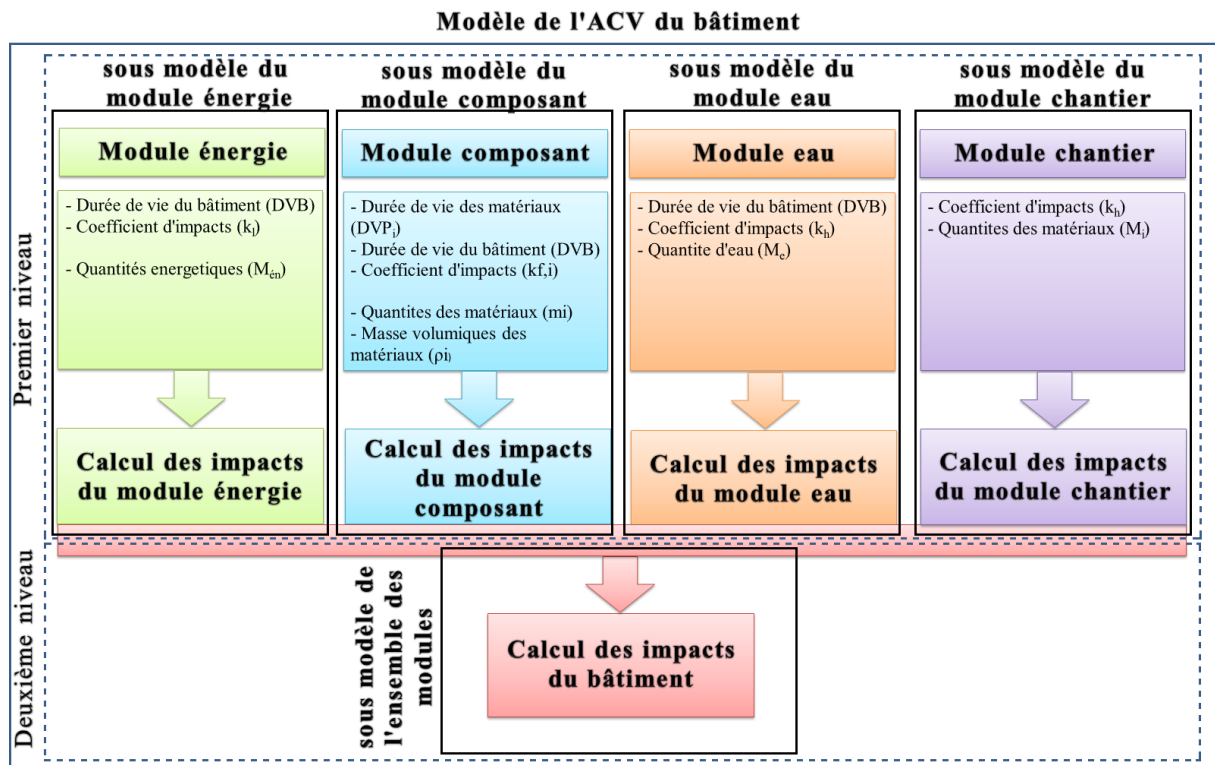 Modèle de l'ACV du bâtiment
Premier niveau
sous modèle du
module énergie
Module énergie
- Durée de vie du bâtiment (DVB)
- Coefficient d'impacts (kl)
- Quantités energetiques (Mén)
Calcul des impacts
du module énergie
sous modèle du
module composant
Module composant
- Durée de vie des matériaux
(DVPi)
- Durée de vie du bâtiment (DVB)
- Coefficient d'impacts (kf,i)
- Quantites des matériaux (mi)
- Masse volumiques des
matériaux (ρi)
Calcul des impacts
du module
composant
sous modèle du
module eau
Module eau
- Durée de vie du bâtiment (DVB)
- Coefficient d'impacts (kh)
- Quantite d'eau (Me)
Calcul des impacts
du module eau
sous modèle du
module chantier
Module chantier
- Coefficient d'impacts (kh)
- Quantites des matériaux (Mi)
Calcul des impacts
du module chantier
Deuxième niveau
sous modèle de
l'ensemble des
modules
Calcul des impacts
du bâtiment